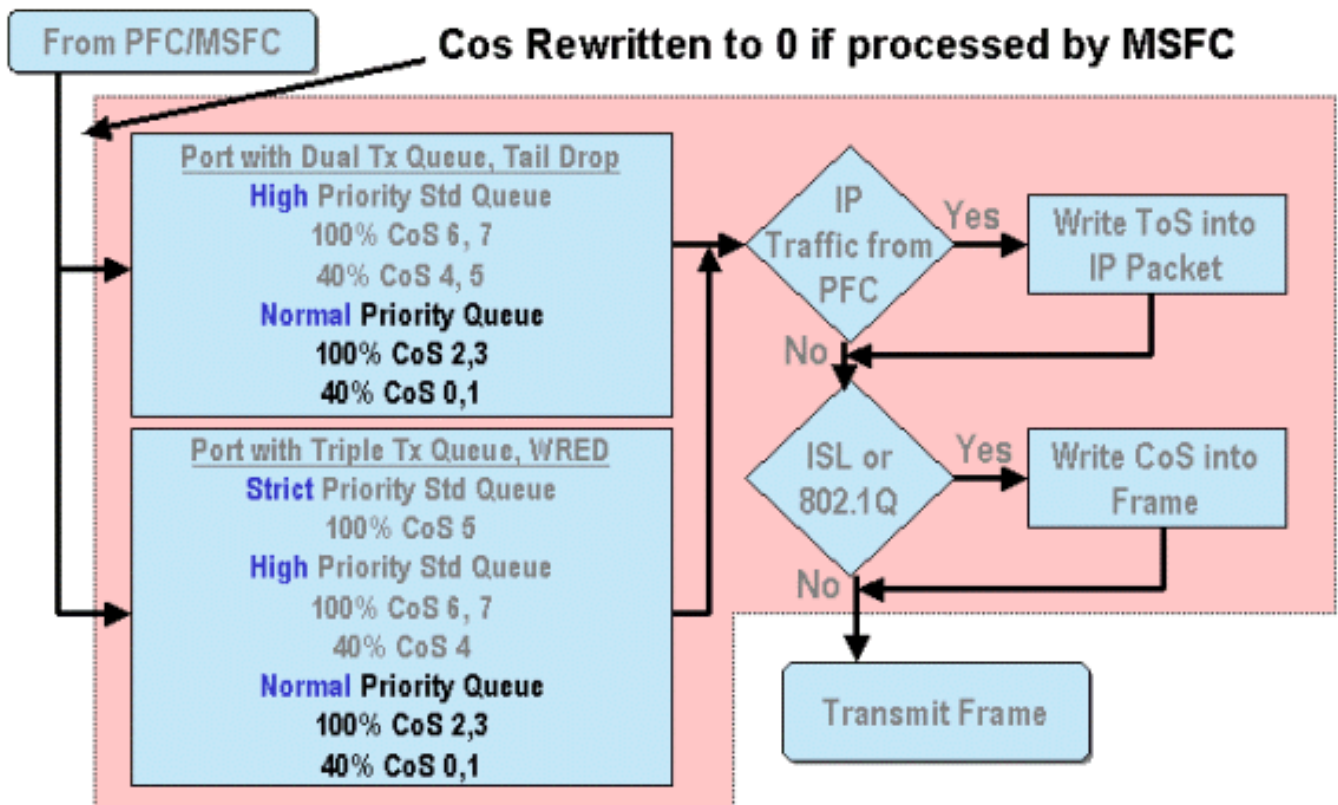 From PFC/MSFC
Cos Rewritten to 0 if processed by MSFC
Port with Dual Tx Queue, Tail Drop
High Priority Std Queue
100% CoS 6, 7
40% CoS 4, 5
Normal Priority Queue
100% CoS 2,3
40% CoS 0,1
Port with Triple Tx Queue, WRED
Strict Priority Std Queue
100% CoS 5
High Priority Std Queue
100% CoS 6, 7
40% CoS 4
Normal Priority Queue
100% CoS 2,3
40% CoS 0,1
IP
Traffic from
PFC
Yes
Write ToS into
IP Packet
No
ISL or
802.1Q
Yes
Write CoS into
Frame
No
Transmit Frame